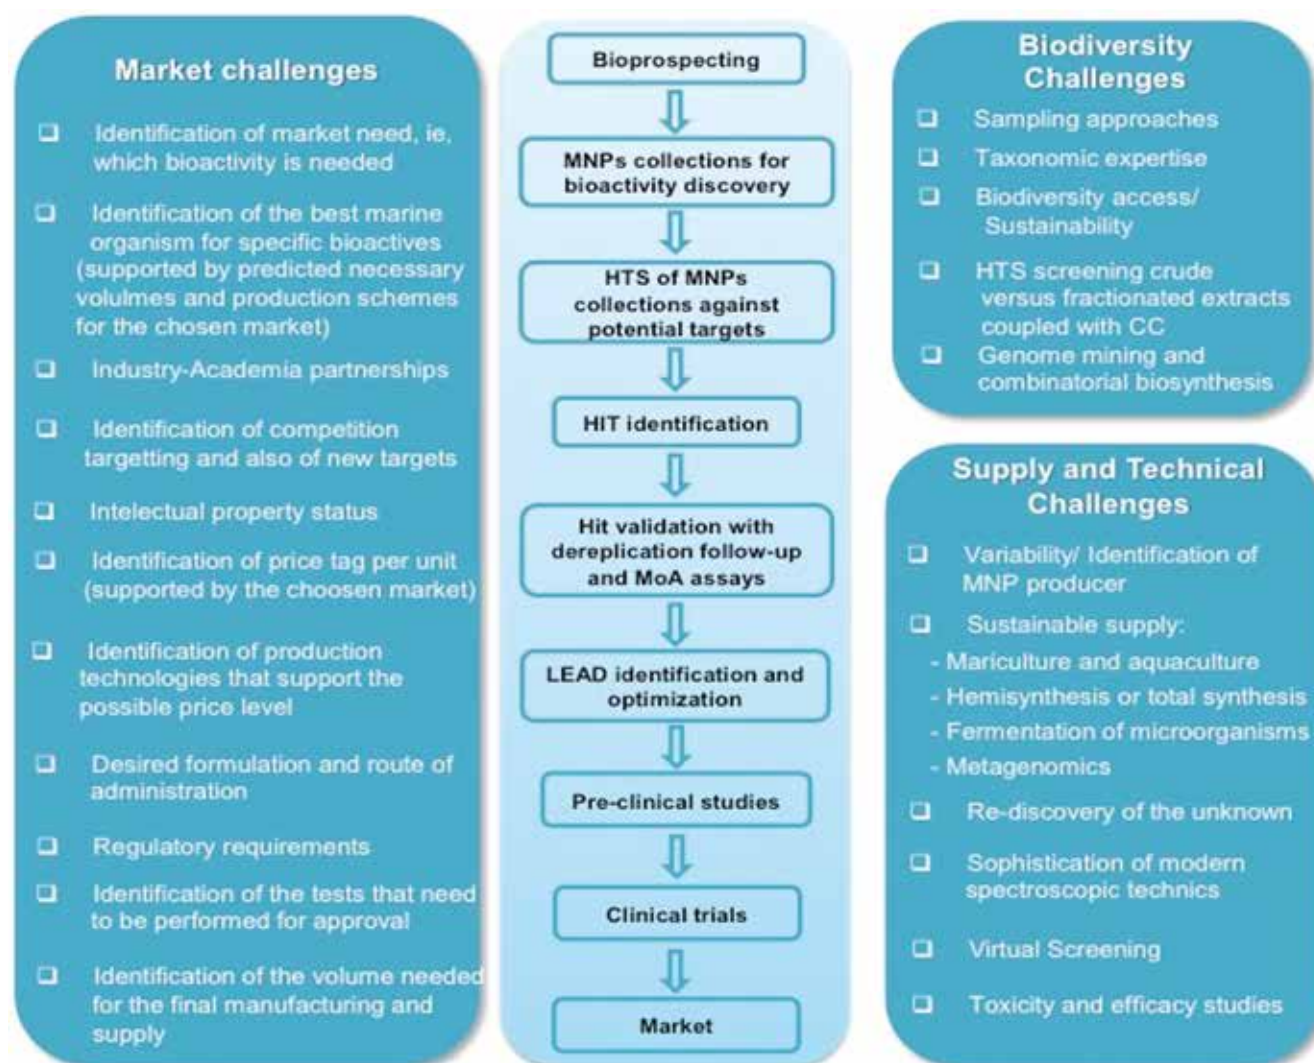 Market challenges
❑ Identification of market need, ie,
which bioactivity is needed
❑ Identification of the best marine
organism for specific bioactives
(supported by predicted necessary
volulmes and production schemes
for the chosen market)
❑ Industry-Academia partnerships
❑ Identification of competition
targetting and also of new targets
❑ Intelectual property status
❑ Identification of price tag per unit
(supported by the choosen market)
❑ Identification of production
technologies that support the
possible price level
❑ Desired formulation and route of
administration
❑ Regulatory requirements
❑ Identification of the tests that need
to be performed for approval
❑ Identification of the volume needed
for the final manufacturing and
supply
Bioprospecting
MNPs collections for
bioactivity discovery
HTS of MNPs
collections against
potential targets
HIT identification
Hit validation with
dereplication follow-up
and MoA assays
LEAD identification and
optimization
Pre-clinical studies
Clinical trials
Market
Biodiversity
Challenges
❑ Sampling approaches
❑ Taxonomic expertise
❑ Biodiversity access/
Sustainability
❑ HTS screening crude
versus fractionated extracts
coupled with CC
❑ Genome mining and
combinatorial biosynthesis
Supply and Technical
Challenges
❑ Variability/ Identification of
MNP producer
❑ Sustainable supply:
- Mariculture and aquaculture
- Hemisynthesis or total synthesis
- Fermentation of microorganisms
- Metagenomics
❑ Re-discovery of the unknown
❑ Sophistication of modern
spectroscopic technics
❑ Virtual Screening
❑ Toxicity and efficacy studies